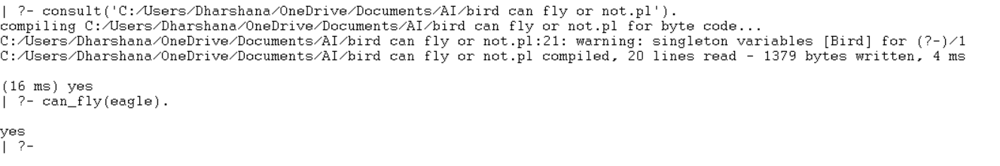 | ?- consult('C:/Users/Dharshana/OneDrive/Documents/AI/bird can fly or not.pl').
compiling C:/Users/Dharshana/OneDrive/Documents/AI/bird can fly or not.pl for byte code...
C:/Users/Dharshana/OneDrive/Documents/AI/bird can fly or not.pl:21: warning: singleton variables [Bird] for (?-)/1
C:/Users/Dharshana/OneDrive/Documents/AI/bird can fly or not.pl compiled, 20 lines read - 1379 bytes written, 4 ms
(16 ms) yes
| ?- can_fly(eagle).
yes
| ?-